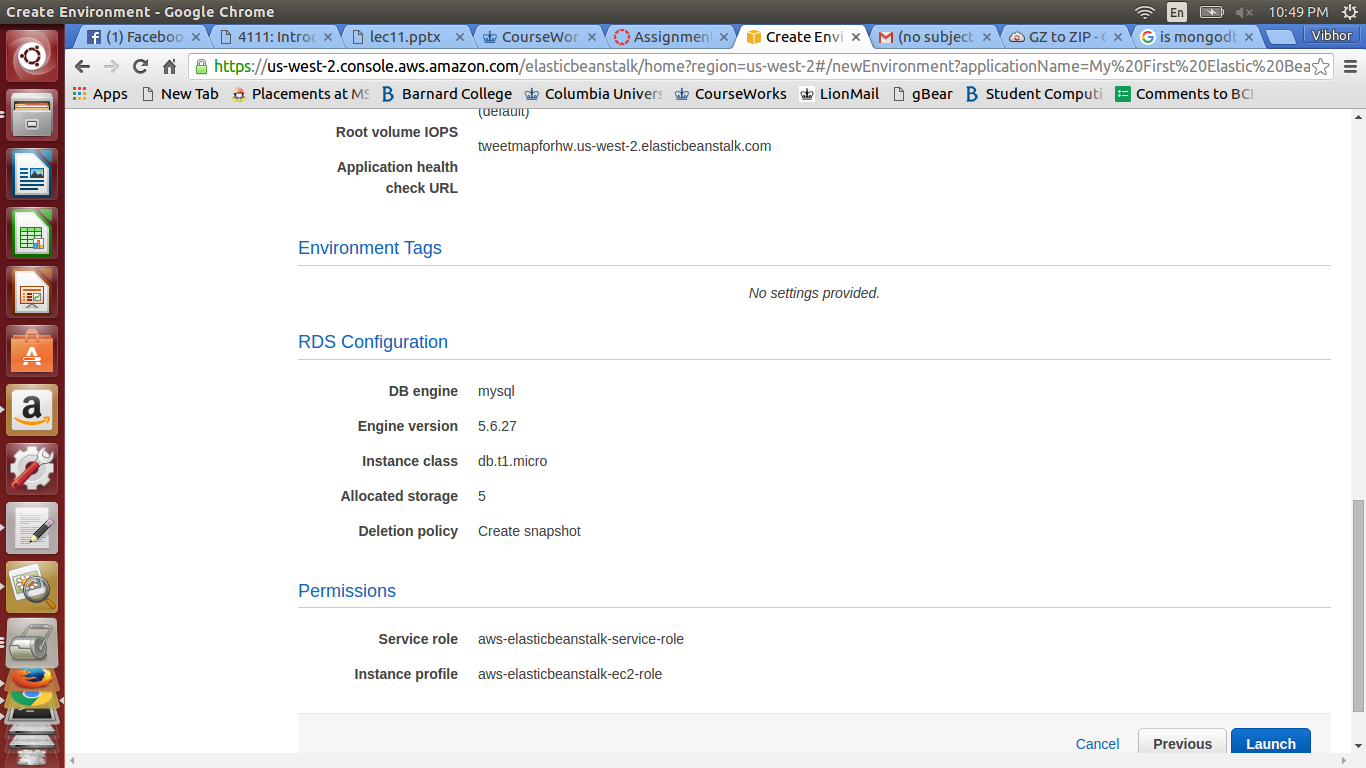 Create Environment - Google Chrome
En
10:49 PM
(1) Faceboo
4111: Introd
lec11.pptx
CourseWor
Assignment
Create Envi
(no subject
GZ to ZIP - C
is mongodb
Vibhor
https://us-west-2.console.aws.amazon.com/elasticbeanstalk/home?region=us-west-2#/newEnvironment?applicationName=My%20First%20Elastic%20Bea
Apps
New Tab
Placements at MS
Barnard College
Columbia Univers
CourseWorks
LionMail
gBear
Student Computi
Comments to BC
(default)
Root volume IOPS
tweetmapforhw.us-west-2.elasticbeanstalk.com
Application health
check URL
Environment Tags
No settings provided.
RDS Configuration
DB engine mysql
Engine version 5.6.27
Instance class db.t1.micro
Allocated storage 5
Deletion policy Create snapshot
Permissions
Service role aws-elasticbeanstalk-service-role
Instance profile aws-elasticbeanstalk-ec2-role
Cancel Previous Launch